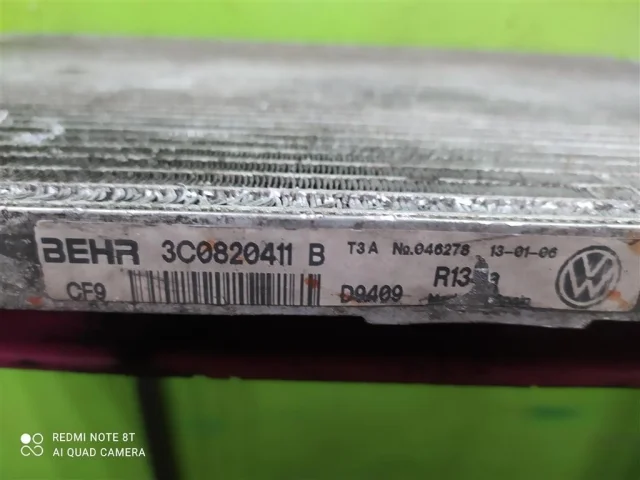 BEHR 3C0820411 B T3A No.046278 13-01-06
CF9 D9409 R13
REDMI NOTE 8T
AI QUAD CAMERA